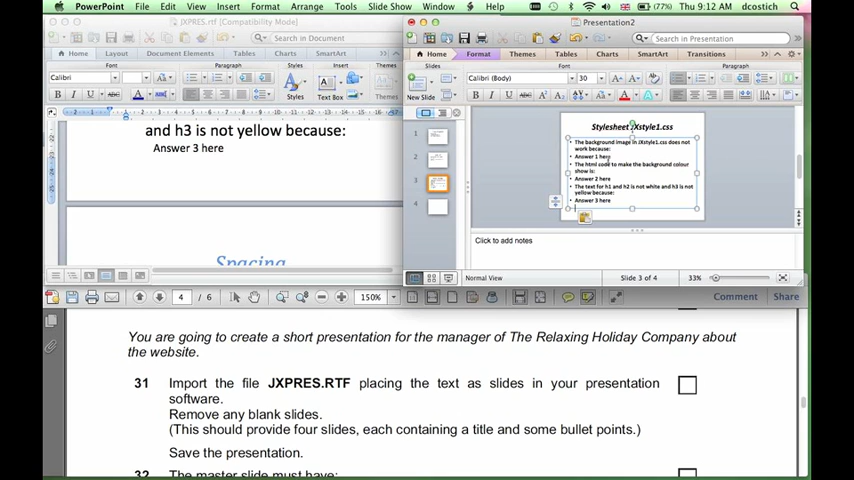 PowerPoint File Edit View Insert Format Arrange Tools Slide Show Window Help (77%) Thu 9:12 AM dcostich
JXPRES.rtf [Compatibility Mode]
Search in Document
Home Layout Document Elements Tables Charts SmartArt
Font Paragraph Styles Insert Themes
Calibri
B I U
Styles Text Box Themes
and h3 is not yellow because:
Answer 3 here
Spacing
Presentation2
Search in Presentation
Home Format Themes Tables Charts SmartArt Transitions
Slides Font Paragraph
New Slide Calibri (Body) 30
B I U
1
2
3
4
Stylesheet JXstyle1.css
• The background image in JXstyle1.css does not
work because:
• Answer 1 here
• The html code to make the background colour
show is:
• Answer 2 here
• The text for h1 and h2 is not white and h3 is not
yellow because:
• Answer 3 here
Click to add notes
Normal View Slide 3 of 4 33%
4 / 6 150% Comment Share
You are going to create a short presentation for the manager of The Relaxing Holiday Company about
the website.
31 Import the file JXPRES.RTF placing the text as slides in your presentation
software.
Remove any blank slides.
(This should provide four slides, each containing a title and some bullet points.)
Save the presentation.
32 The master slide must have: